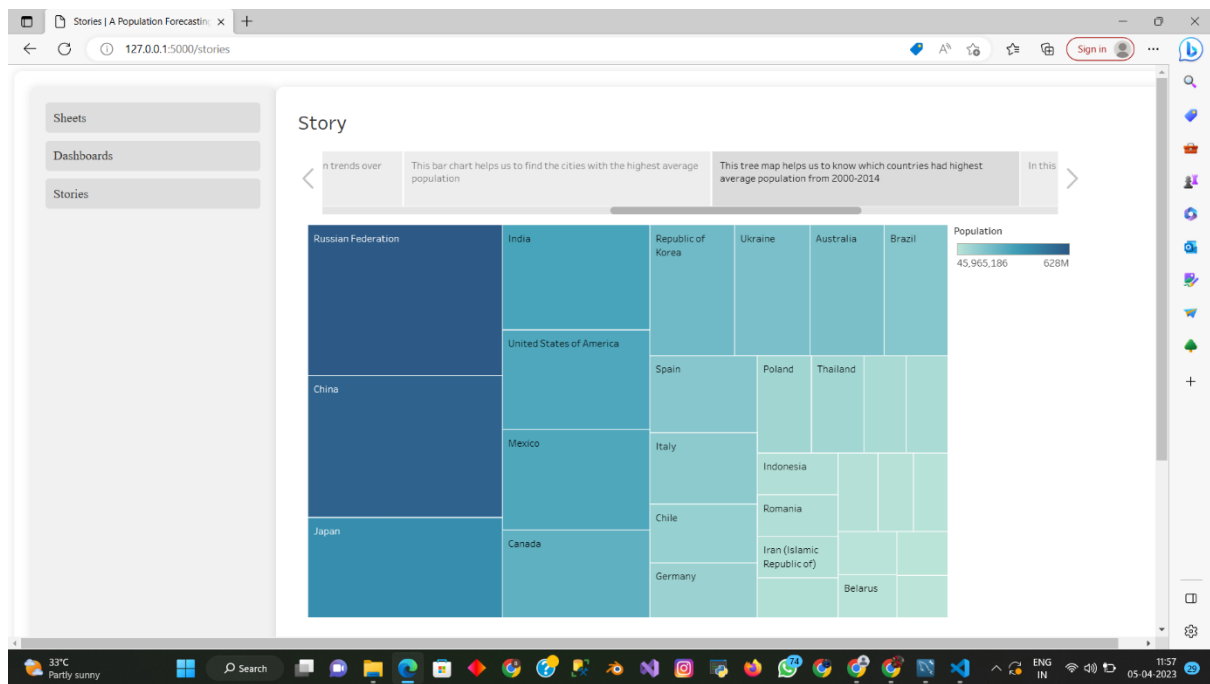 Stories | A Population Forecasting
127.0.0.1:5000/stories
Sign in
Sheets
Dashboards
Stories
Story
n trends over
This bar chart helps us to find the cities with the highest average
population
This tree map helps us to know which countries had highest
average population from 2000-2014
In this
Russian Federation
China
Japan
India
United States of America
Mexico
Canada
Republic of
Korea
Ukraine
Australia
Brazil
Spain
Italy
Chile
Germany
Poland
Thailand
Indonesia
Romania
Iran (Islamic
Republic of)
Belarus
Population
45,965,186 628M
33°C
Partly sunny
Search
74
ENG
IN
11:57
05-04-2023
29